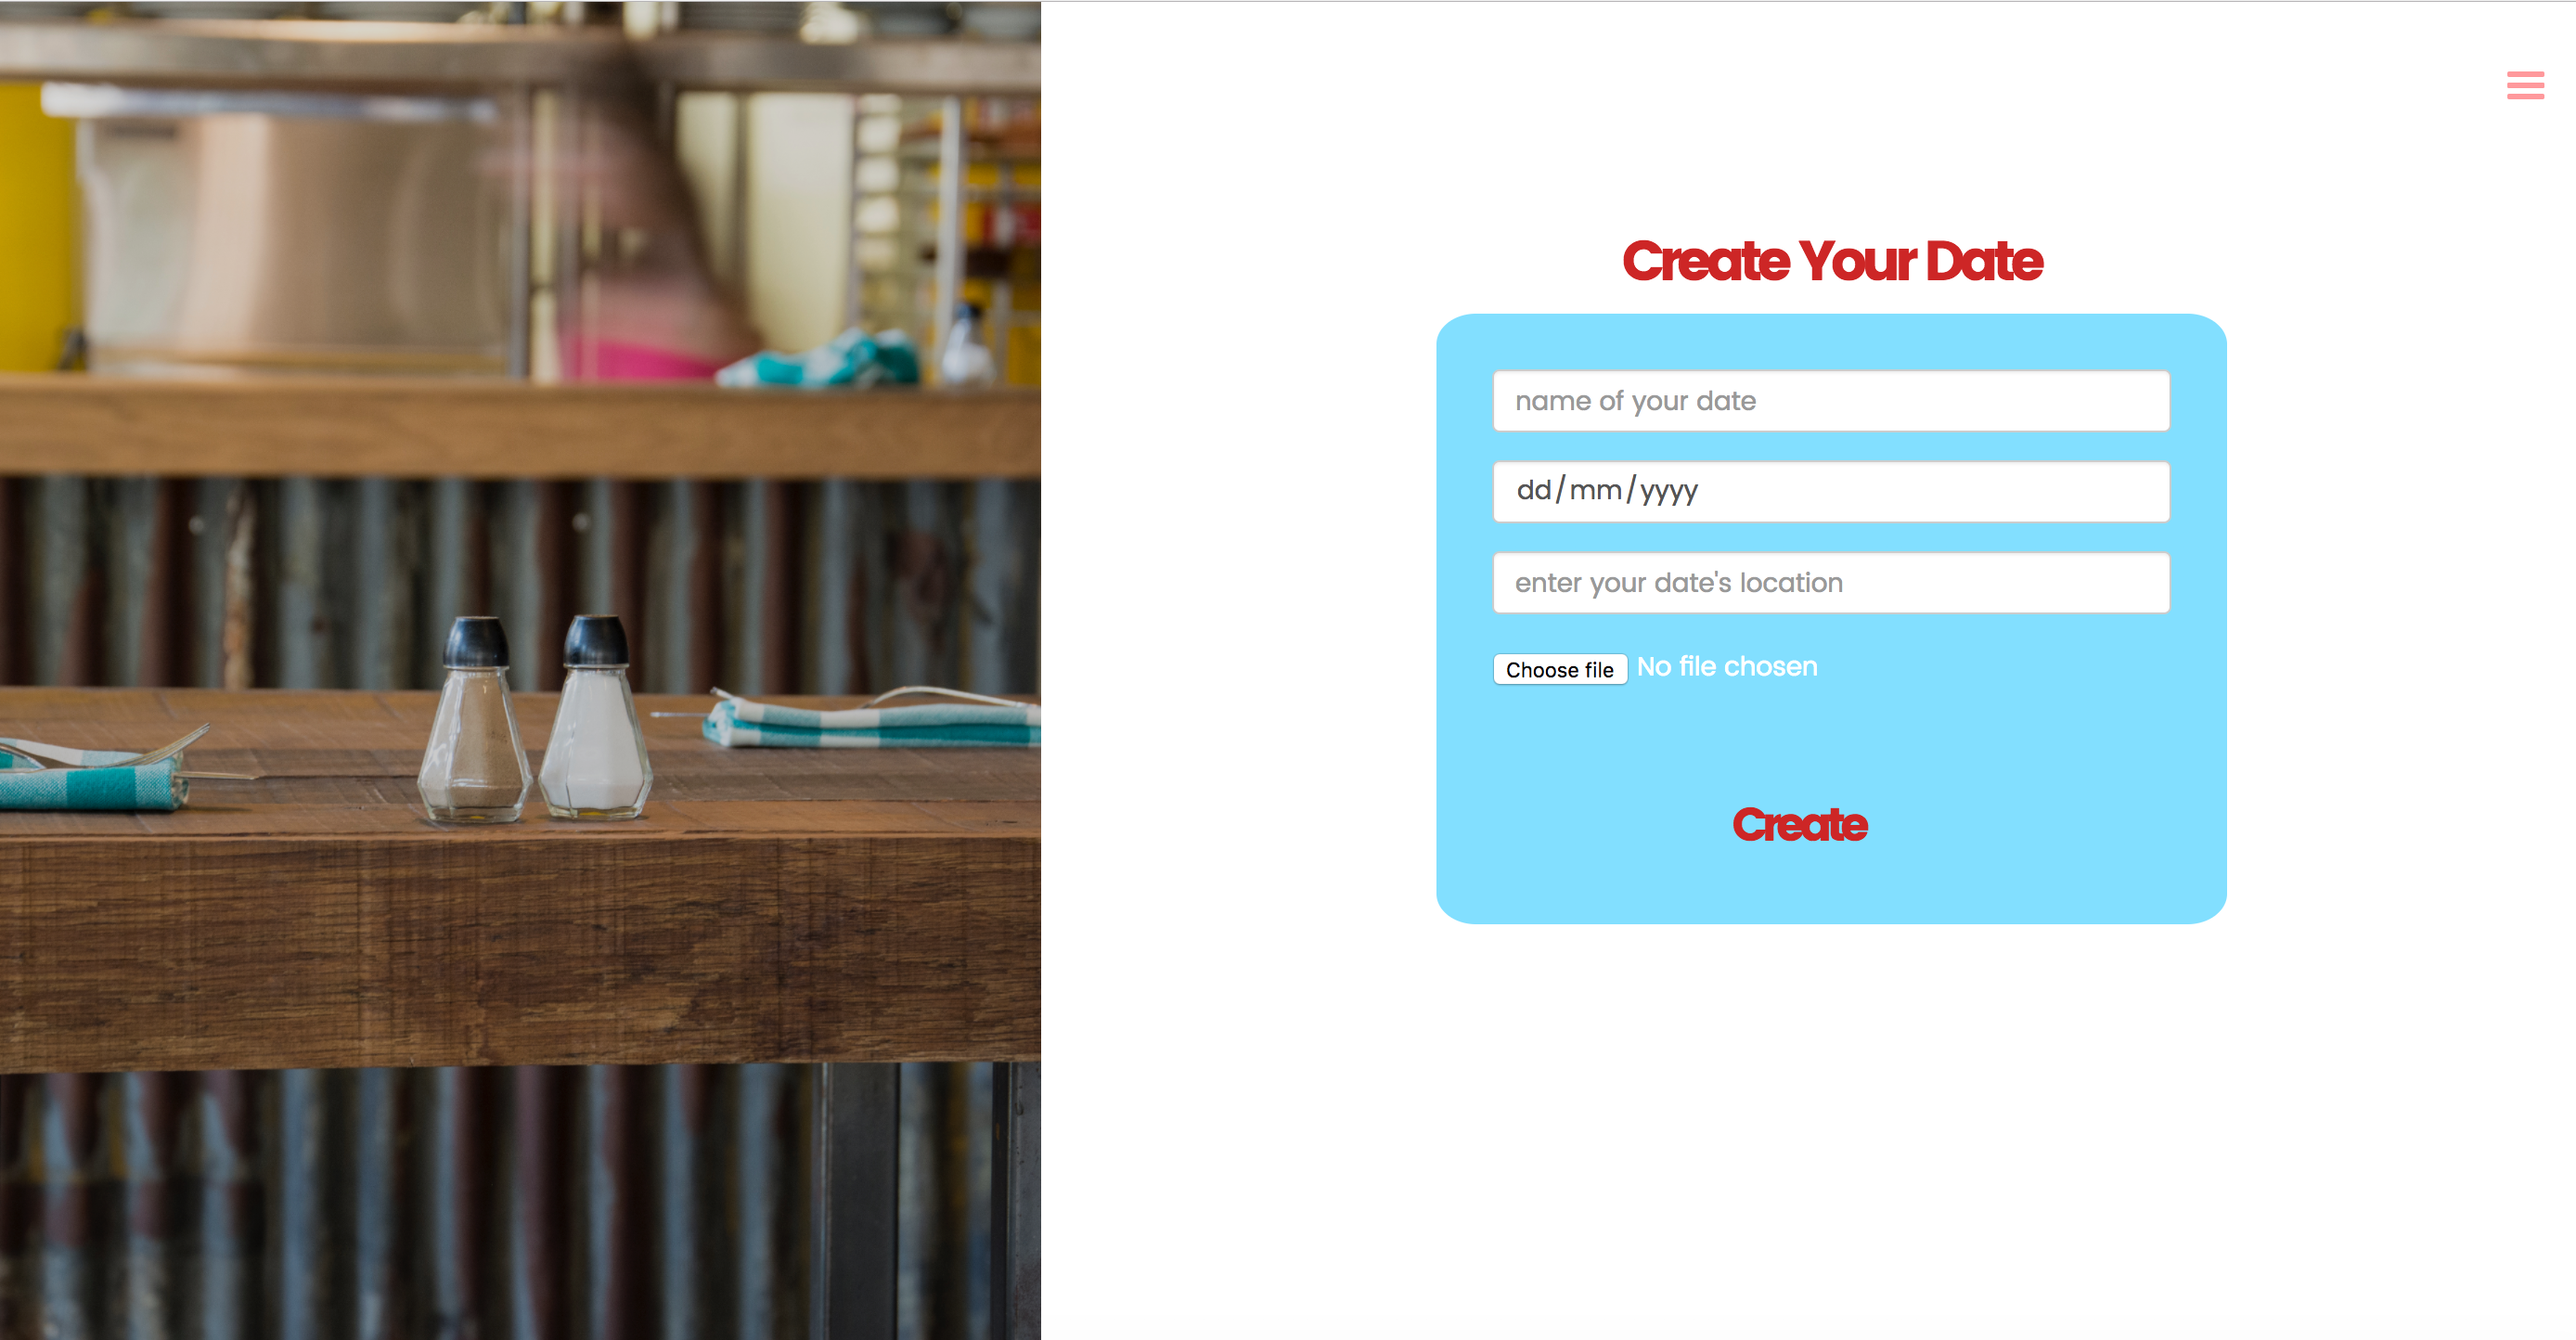 Create Your Date
name of your date
dd/mm/yyyy
enter your date's location
Choose file No file chosen
Create